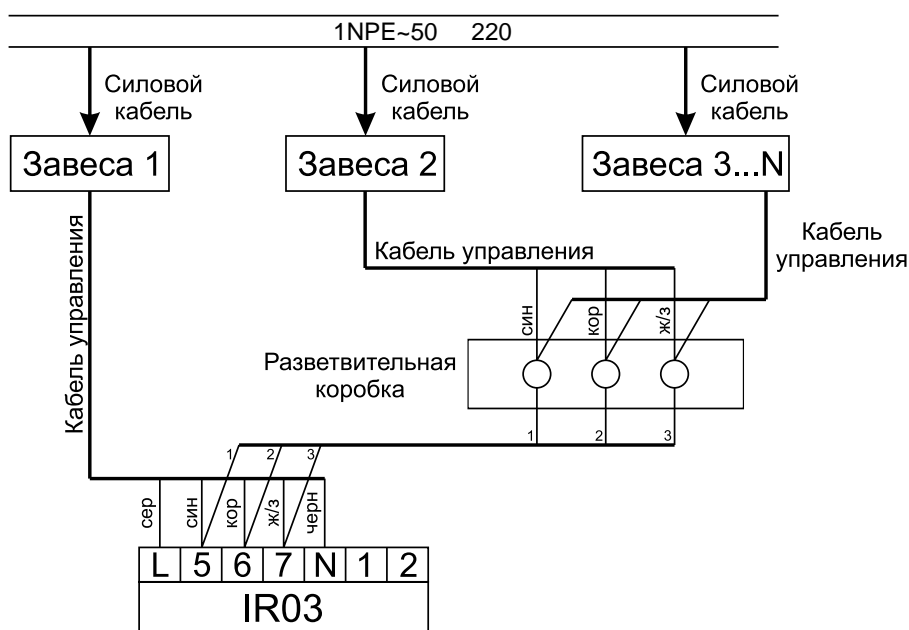 1NPE~50 220
Силовой
кабель
Силовой
кабель
Силовой
кабель
Завеса 1
Завеса 2
Завеса 3...N
Кабель управления
Кабель управления
Кабель
управления
син
кор
ж/з
Разветвительная
коробка
1
2
3
1
2
3
сер
син
кор
ж/з
черн
L 5 6 7 N 1 2
IR03